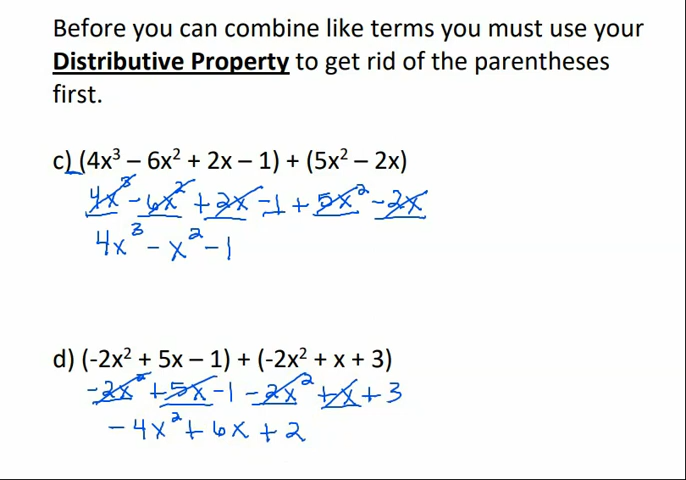 Before you can combine like terms you must use your
Distributive Property to get rid of the parentheses
first.
c) (4x³ – 6x² + 2x – 1) + (5x² – 2x)
4x³ - 6x² + 2x - 1 + 5x² - 2x
4x³ - x² - 1
d) (-2x² + 5x – 1) + (-2x² + x + 3)
-2x² + 5x - 1 - 2x² + x + 3
- 4x² + 6x + 2